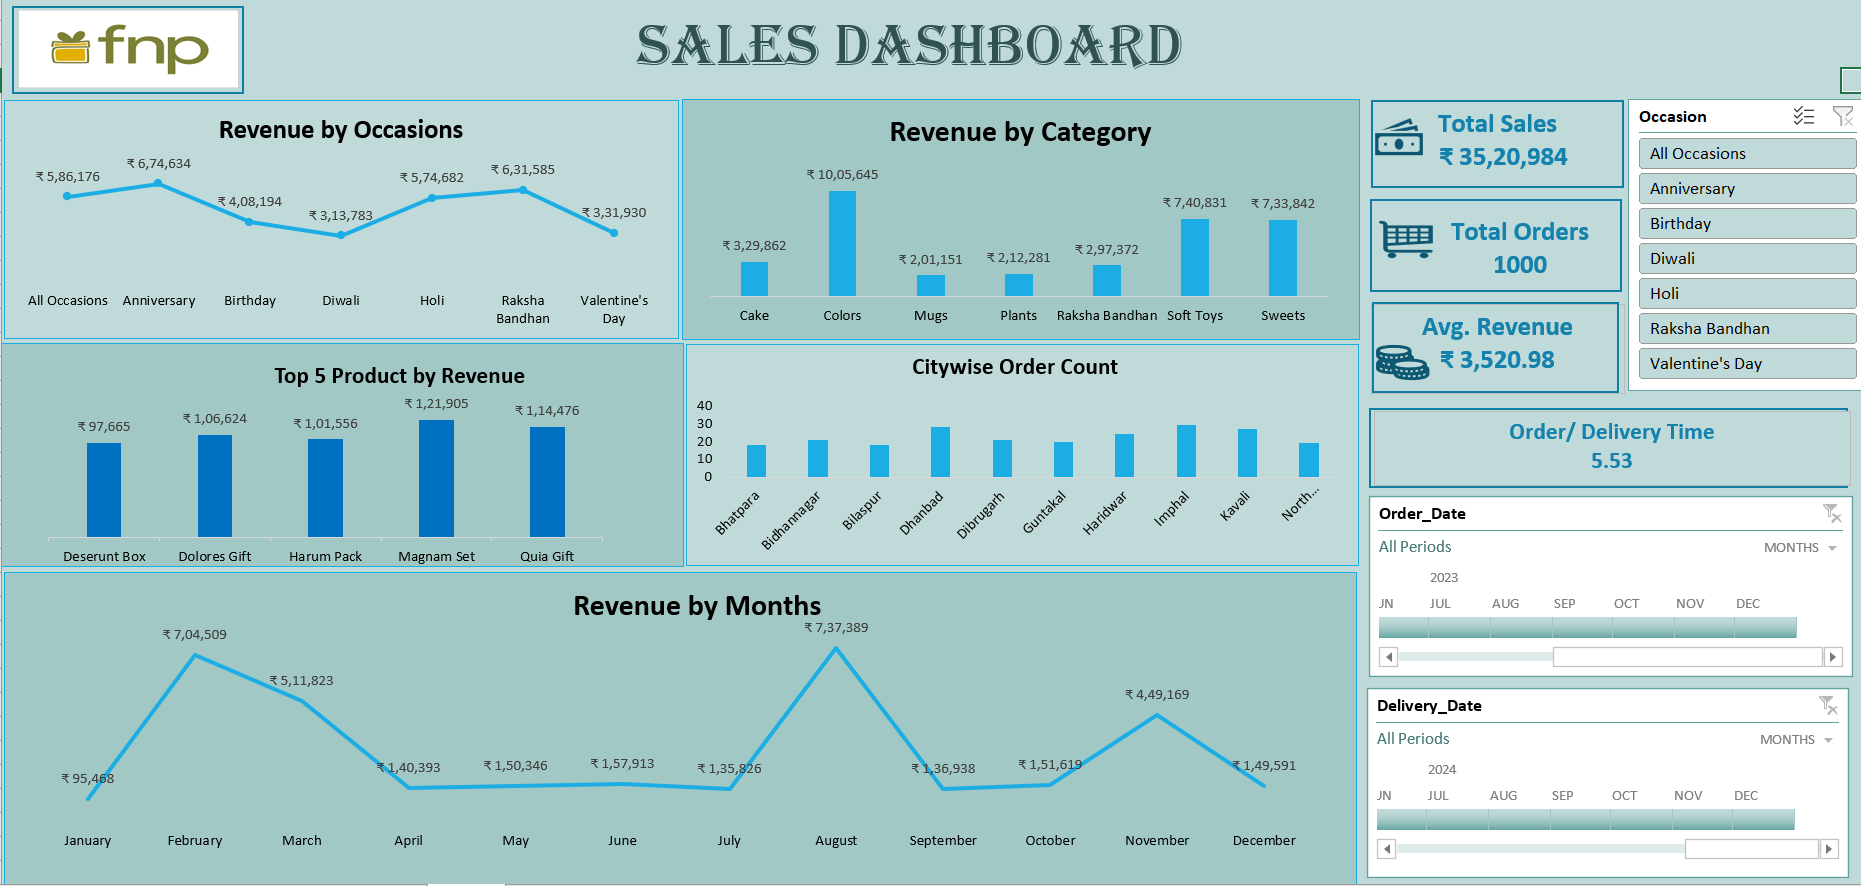 fnp
SALES DASHBOARD
Revenue by Occasions
₹ 5,86,176
₹ 6,74,634
₹ 4,08,194
₹ 3,13,783
₹ 5,74,682
₹ 6,31,585
₹ 3,31,930
All Occasions
Anniversary
Birthday
Diwali
Holi
Raksha
Bandhan
Valentine's
Day
Revenue by Category
₹ 3,29,862
₹ 10,05,645
₹ 2,01,151
₹ 2,12,281
₹ 2,97,372
₹ 7,40,831
₹ 7,33,842
Cake
Colors
Mugs
Plants
Raksha Bandhan
Soft Toys
Sweets
Total Sales
₹ 35,20,984
Total Orders
1000
Avg. Revenue
₹ 3,520.98
Occasion
All Occasions
Anniversary
Birthday
Diwali
Holi
Raksha Bandhan
Valentine's Day
Top 5 Product by Revenue
₹ 97,665
₹ 1,06,624
₹ 1,01,556
₹ 1,21,905
₹ 1,14,476
Deserunt Box
Dolores Gift
Harum Pack
Magnam Set
Quia Gift
Citywise Order Count
40
30
20
10
0
Bhatpara
Bidhannagar
Bilaspur
Dhanbad
Dibrugarh
Guntakal
Haridwar
Imphal
Kavali
North...
Order/ Delivery Time
5.53
Order_Date
All Periods
MONTHS
2023
JN
JUL
AUG
SEP
OCT
NOV
DEC
Delivery_Date
All Periods
MONTHS
2024
JN
JUL
AUG
SEP
OCT
NOV
DEC
Revenue by Months
₹ 95,468
₹ 7,04,509
₹ 5,11,823
₹ 1,40,393
₹ 1,50,346
₹ 1,57,913
₹ 1,35,826
₹ 7,37,389
₹ 1,36,938
₹ 1,51,619
₹ 4,49,169
₹ 1,49,591
January
February
March
April
May
June
July
August
September
October
November
December